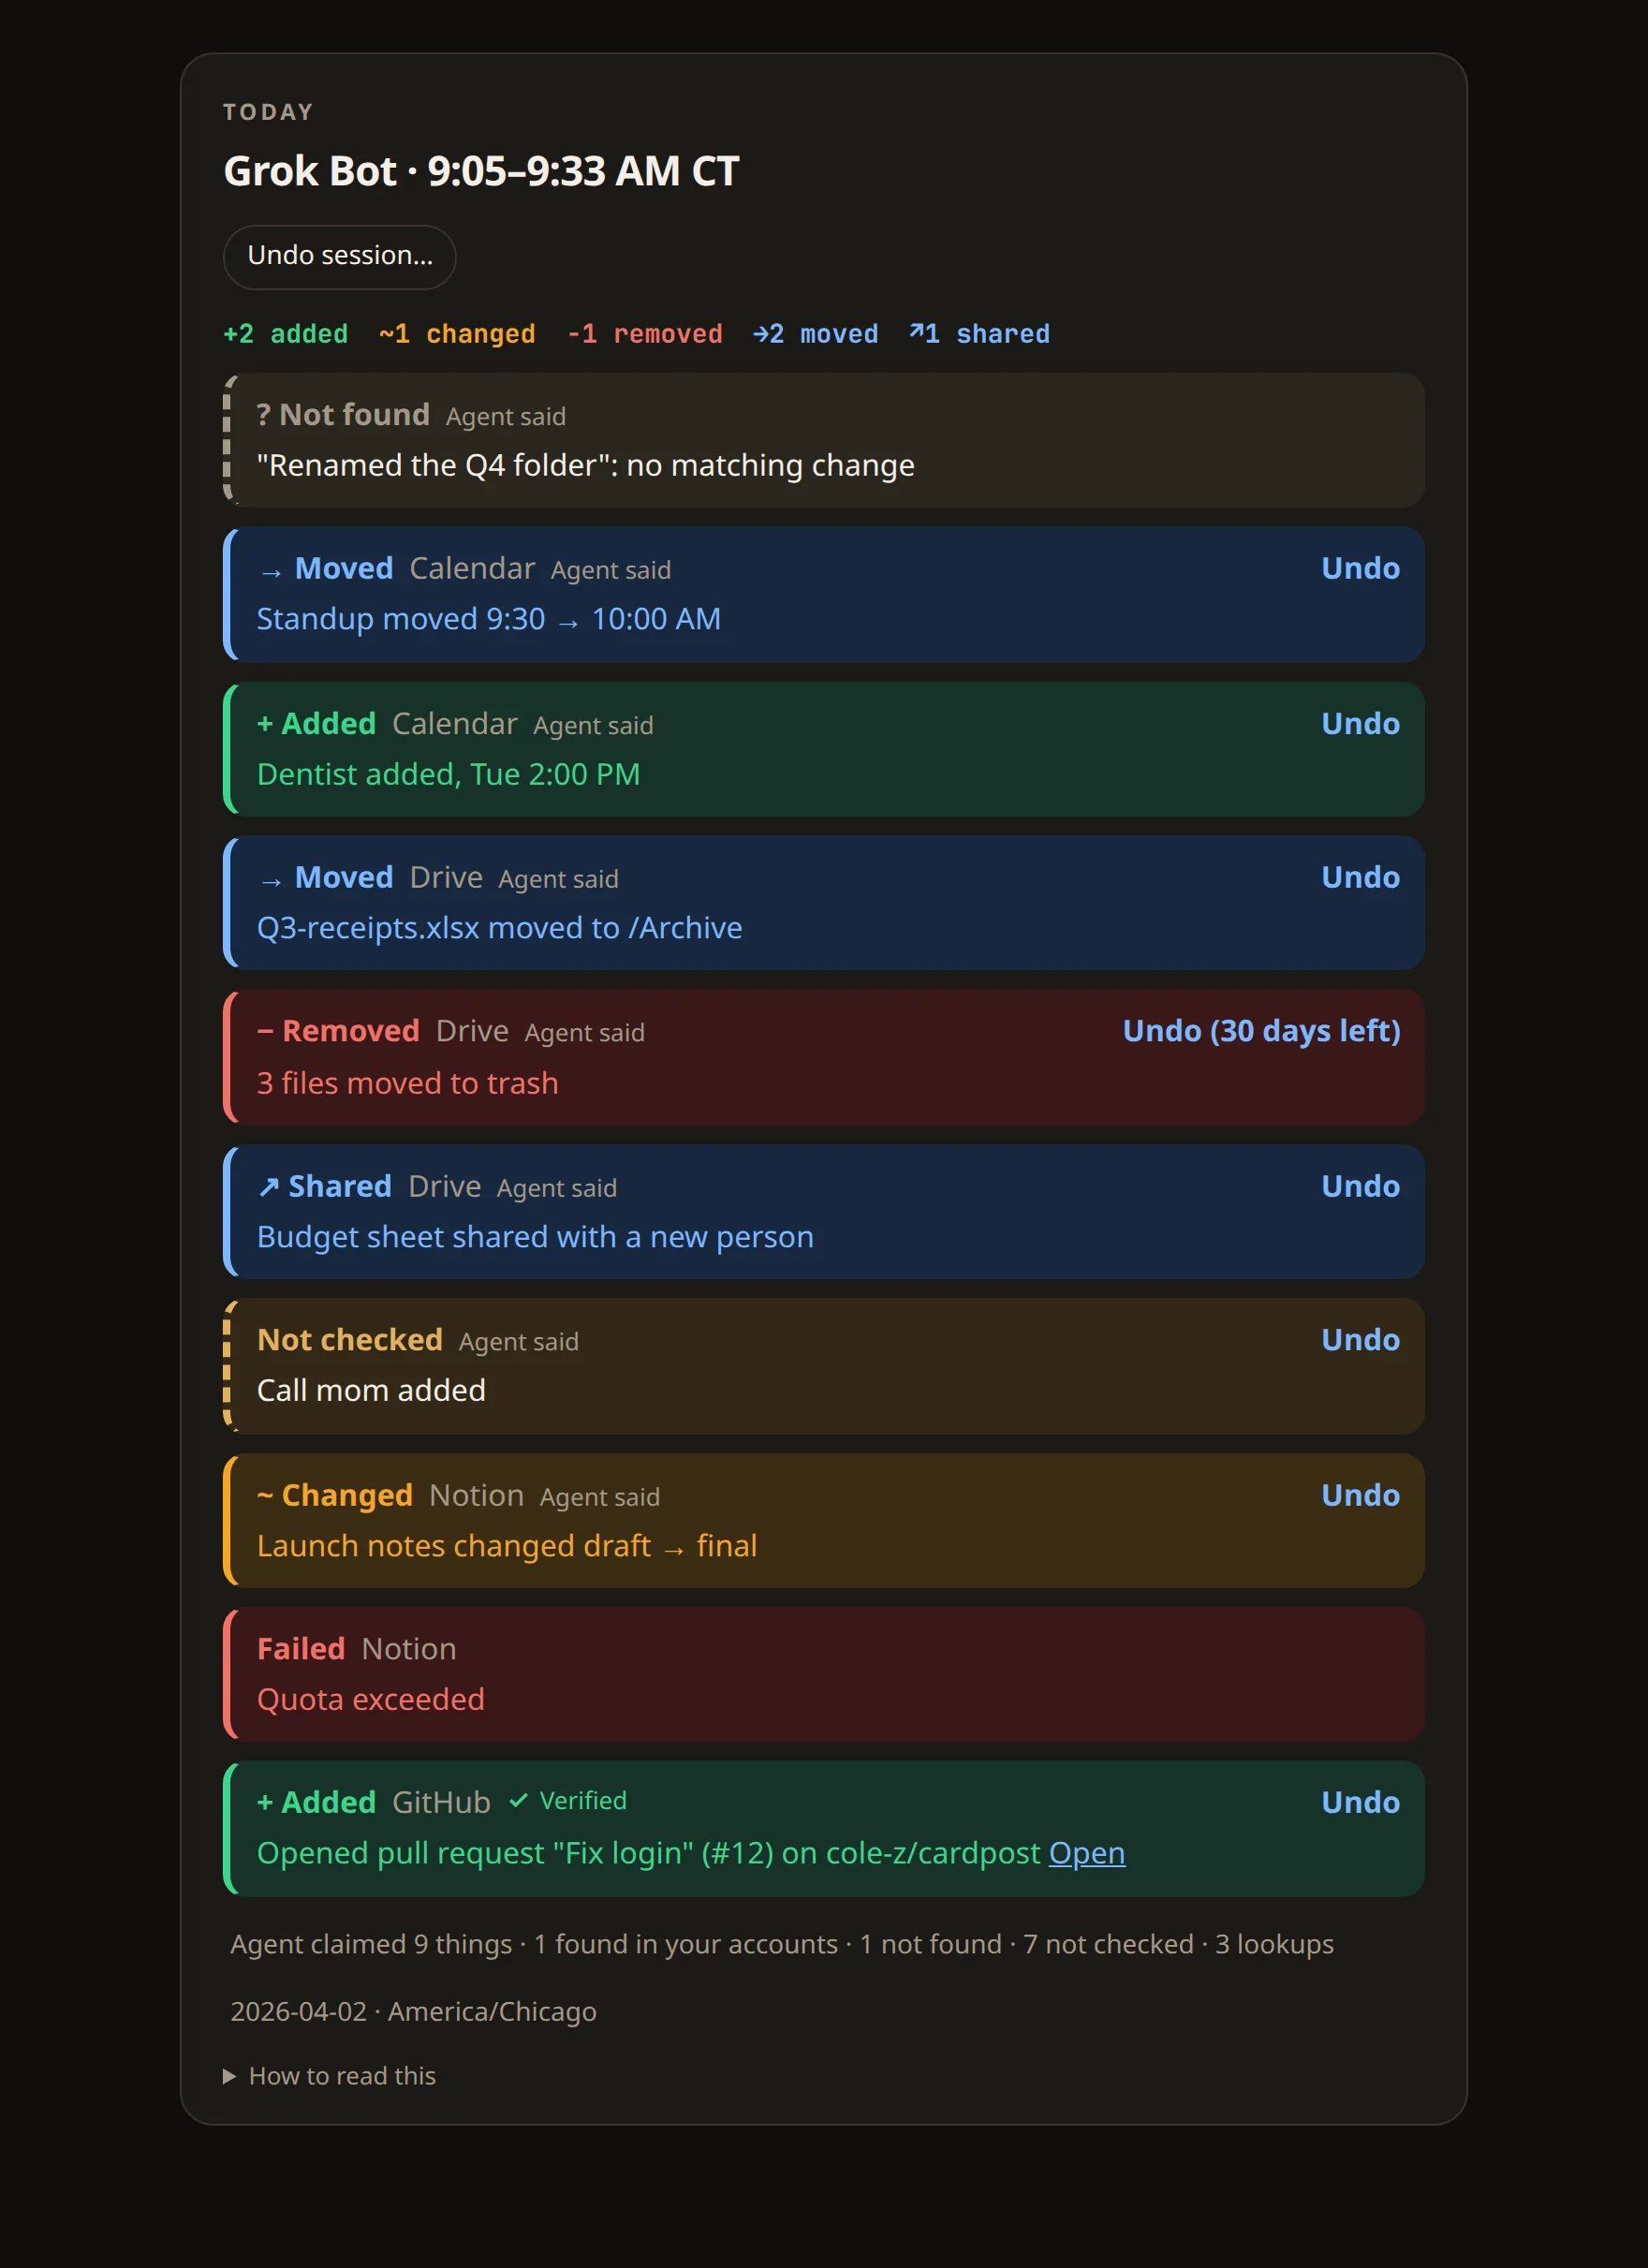 TODAY
Grok Bot · 9:05–9:33 AM CT
Undo session...
+2 added ~1 changed -1 removed →2 moved ↗1 shared
? Not found Agent said
"Renamed the Q4 folder": no matching change
→ Moved Calendar Agent said Undo
Standup moved 9:30 → 10:00 AM
+ Added Calendar Agent said Undo
Dentist added, Tue 2:00 PM
→ Moved Drive Agent said Undo
Q3-receipts.xlsx moved to /Archive
− Removed Drive Agent said Undo (30 days left)
3 files moved to trash
↗ Shared Drive Agent said Undo
Budget sheet shared with a new person
Not checked Agent said Undo
Call mom added
~ Changed Notion Agent said Undo
Launch notes changed draft → final
Failed Notion
Quota exceeded
+ Added GitHub ✓ Verified Undo
Opened pull request "Fix login" (#12) on cole-z/cardpost Open
Agent claimed 9 things · 1 found in your accounts · 1 not found · 7 not checked · 3 lookups
2026-04-02 · America/Chicago
▶ How to read this